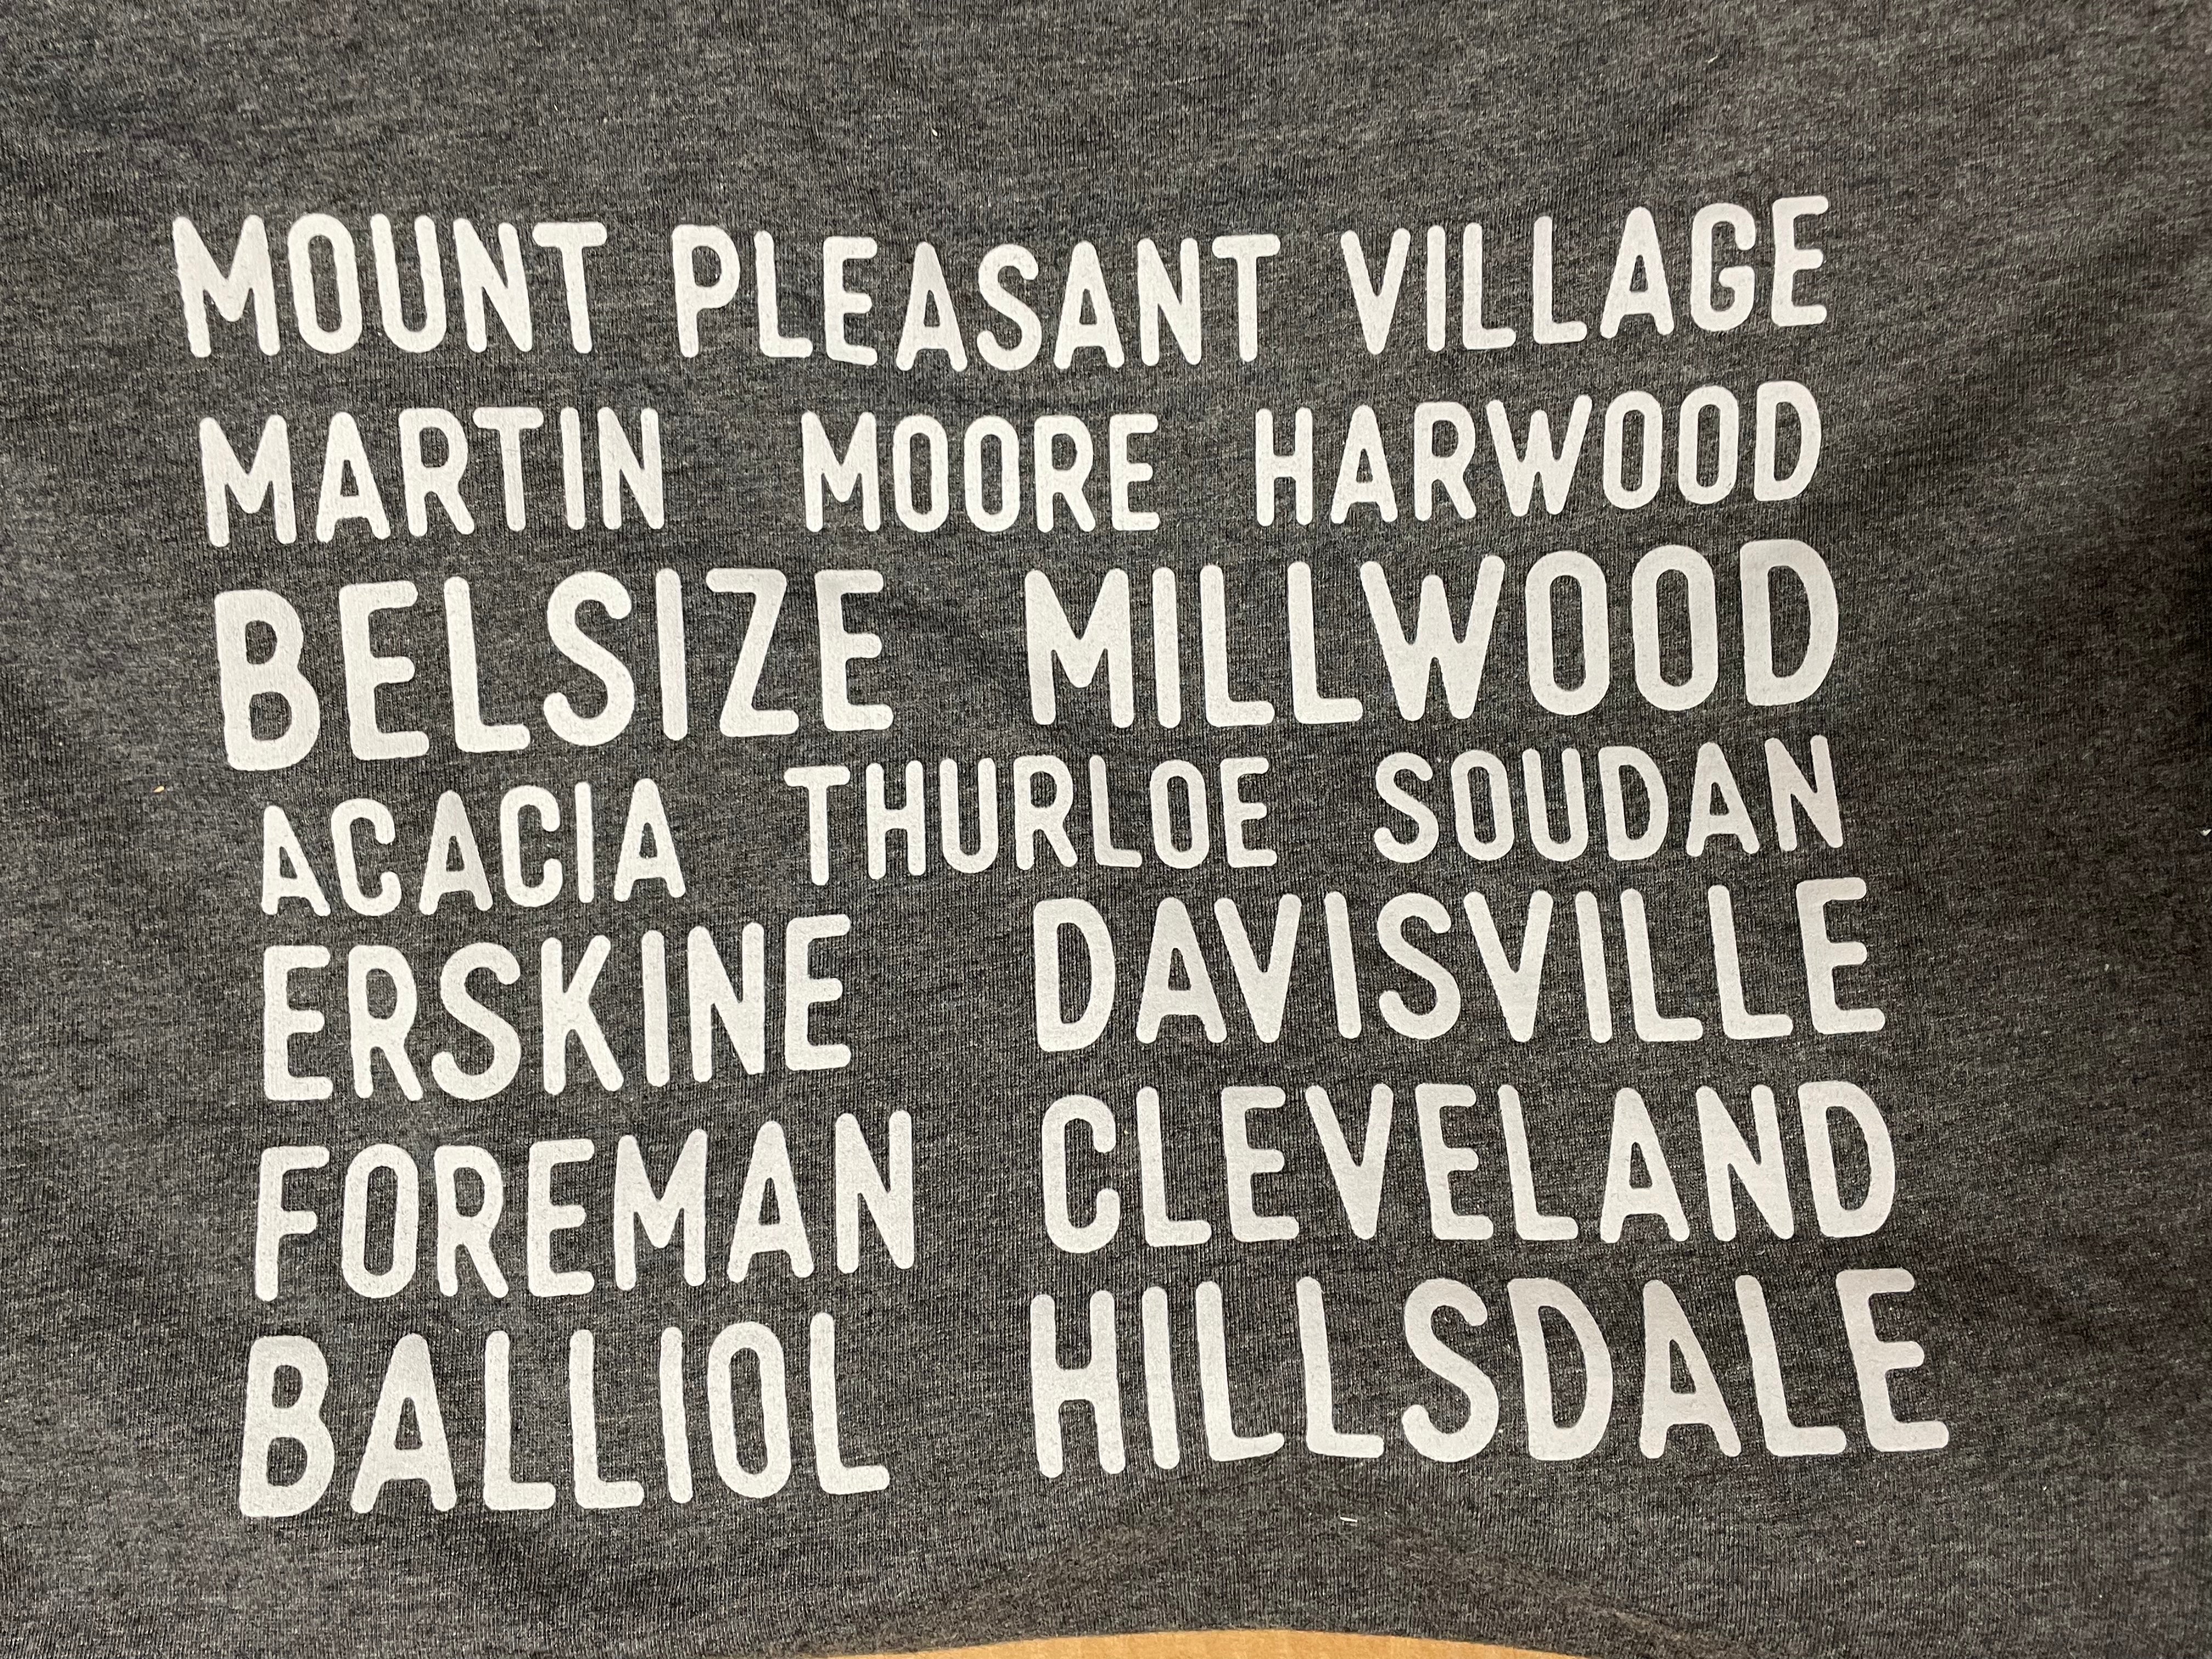 MOUNT PLEASANT VILLAGE
MARTIN MOORE HARWOOD
BELSIZE MILLWOOD
ACACIA THURLOE SOUDAN
ERSKINE DAVISVILLE
FOREMAN CLEVELAND
BALLIOL HILLSDALE